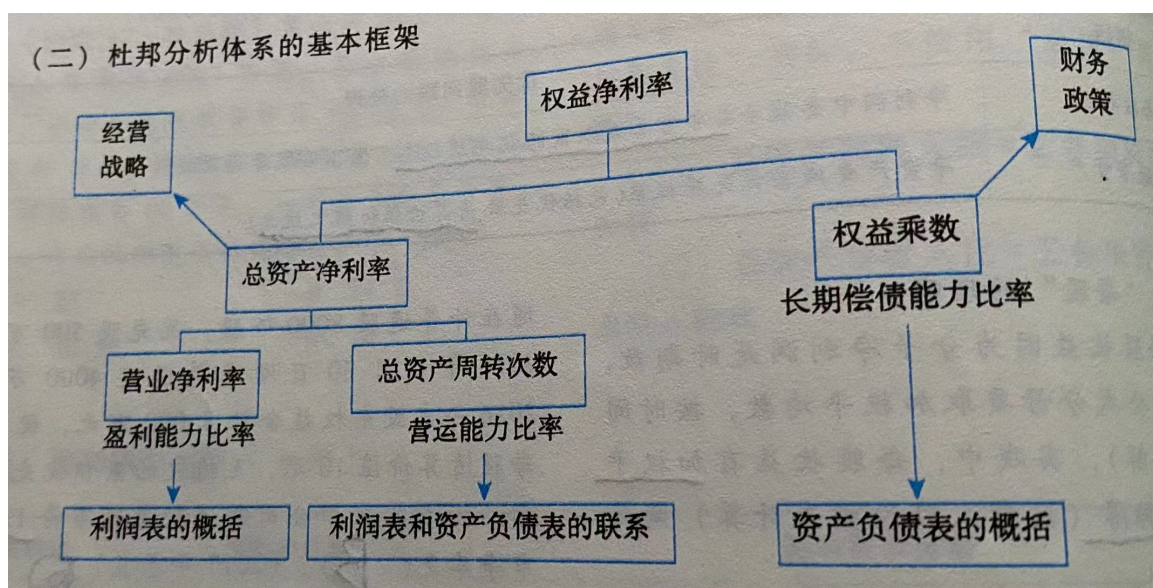 （二）杜邦分析体系的基本框架
权益净利率
财务
政策
经营
战略
权益乘数
总资产净利率
长期偿债能力比率
营业净利率
总资产周转次数
盈利能力比率
营运能力比率
利润表的概括
利润表和资产负债表的联系
资产负债表的概括